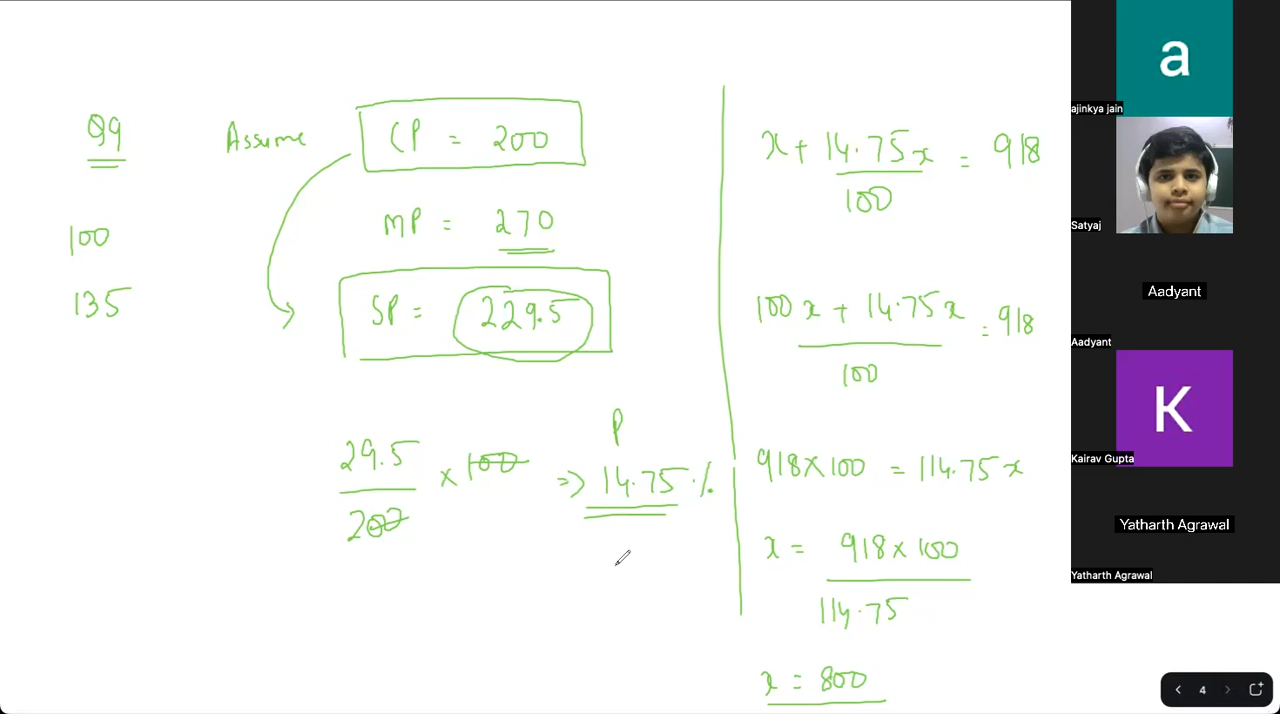 Q9
Assume
CP = 200
100
MP = 270
135
SP = 229.5
29.5
200
× 100
P
=> 14.75 %
x + 14.75x = 918
100
100x + 14.75x = 918
100
918 × 100 = 114.75 x
x = 918 × 100
114.75
x = 800
a
ajinkya jain
Satyaj
Aadyant
Aadyant
K
Kairav Gupta
Yatharth Agrawal
Yatharth Agrawal
< 4 >